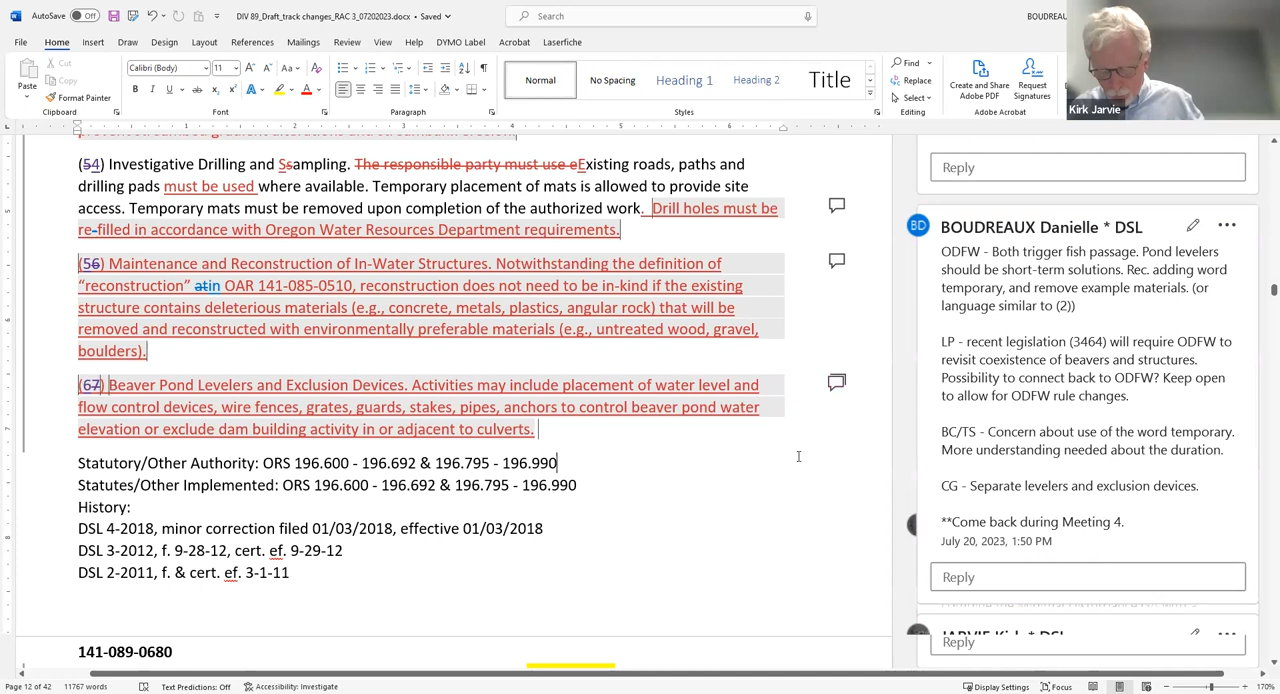 AutoSave Off DIV 89_Draft_track changes_RAC 3_07202023.docx • Saved Search BOUDREAU
File Home Insert Draw Design Layout References Mailings Review View Help DYMO Label Acrobat Laserfiche
Paste Cut Copy Format Painter Clipboard
Calibri (Body) 11 Font
Paragraph
Normal No Spacing Heading 1 Heading 2 Title Styles
Find Replace Select Editing
Create and Share Adobe PDF Request Signatures Adobe Acrobat
Kirk Jarvie
(54) Investigative Drilling and Ssampling. The responsible party must use eExisting roads, paths and
drilling pads must be used where available. Temporary placement of mats is allowed to provide site
access. Temporary mats must be removed upon completion of the authorized work. Drill holes must be
re-filled in accordance with Oregon Water Resources Department requirements.
(56) Maintenance and Reconstruction of In-Water Structures. Notwithstanding the definition of
“reconstruction” atin OAR 141-085-0510, reconstruction does not need to be in-kind if the existing
structure contains deleterious materials (e.g., concrete, metals, plastics, angular rock) that will be
removed and reconstructed with environmentally preferable materials (e.g., untreated wood, gravel,
boulders).
(67) Beaver Pond Levelers and Exclusion Devices. Activities may include placement of water level and
flow control devices, wire fences, grates, guards, stakes, pipes, anchors to control beaver pond water
elevation or exclude dam building activity in or adjacent to culverts.
Statutory/Other Authority: ORS 196.600 - 196.692 & 196.795 - 196.990
Statutes/Other Implemented: ORS 196.600 - 196.692 & 196.795 - 196.990
History:
DSL 4-2018, minor correction filed 01/03/2018, effective 01/03/2018
DSL 3-2012, f. 9-28-12, cert. ef. 9-29-12
DSL 2-2011, f. & cert. ef. 3-1-11
141-089-0680
Reply
BD BOUDREAUX Danielle * DSL
ODFW - Both trigger fish passage. Pond levelers
should be short-term solutions. Rec. adding word
temporary, and remove example materials. (or
language similar to (2))
LP - recent legislation (3464) will require ODFW to
revisit coexistence of beavers and structures.
Possibility to connect back to ODFW? Keep open
to allow for ODFW rule changes.
BC/TS - Concern about use of the word temporary.
More understanding needed about the duration.
CG - Separate levelers and exclusion devices.
**Come back during Meeting 4.
July 20, 2023, 1:50 PM
Reply
JARVIE Kirk * DSL
Reply
Page 12 of 42 11767 words Text Predictions: Off Accessibility: Investigate Display Settings Focus 170%